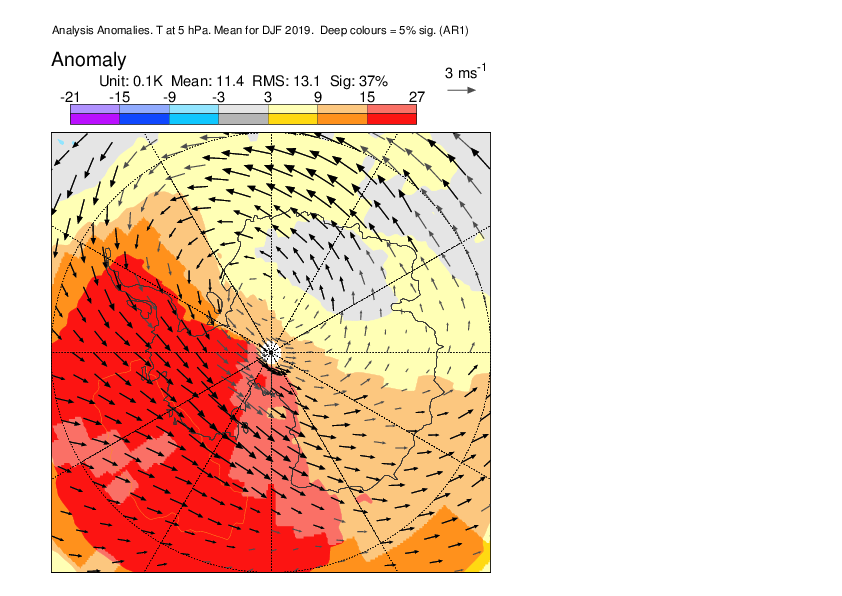 Analysis Anomalies. T at 5 hPa. Mean for DJF 2019.  Deep colours = 5% sig. (AR1)
Anomaly
3 ms-1
Unit: 0.1K  Mean: 11.4  RMS: 13.1  Sig: 37%
-21 -15 -9 -3 3 9 15 27